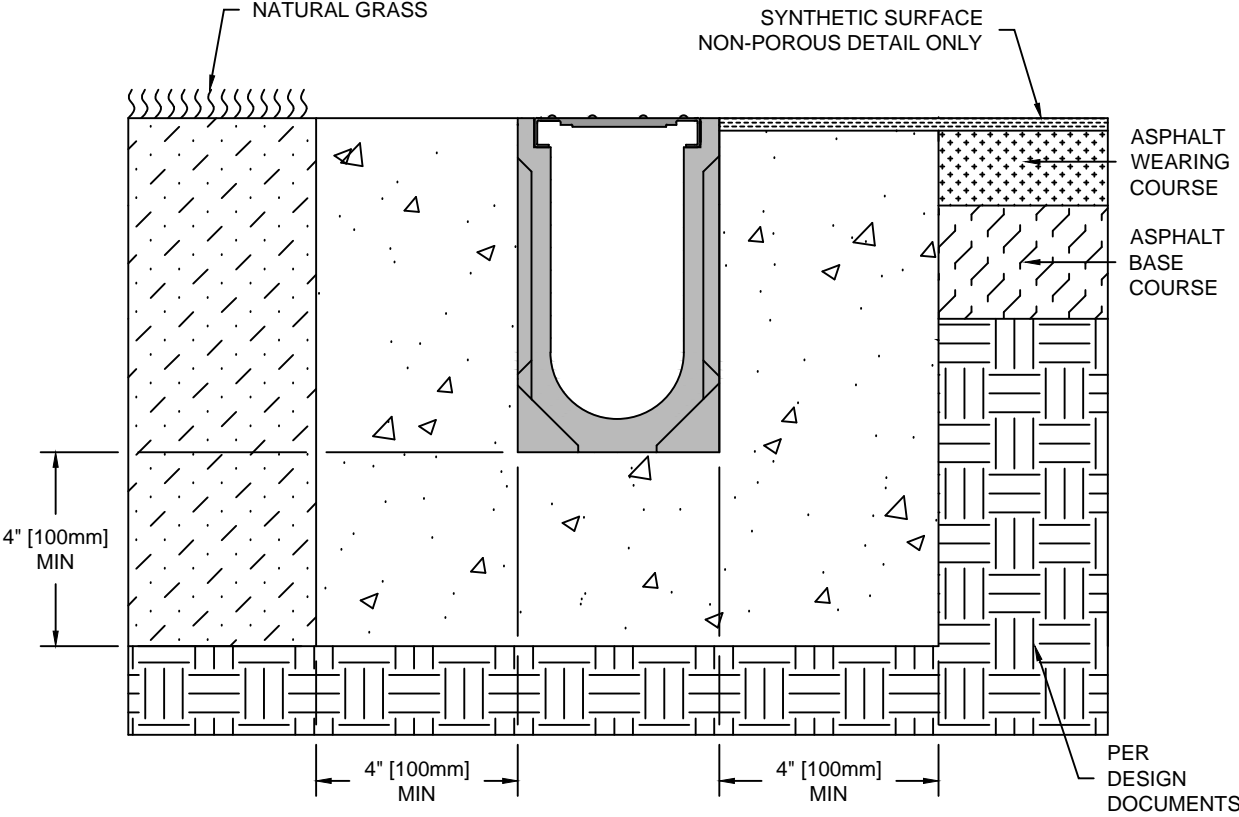 NATURAL GRASS
SYNTHETIC SURFACE
NON-POROUS DETAIL ONLY
ASPHALT
WEARING
COURSE
ASPHALT
BASE
COURSE
4" [100mm]
MIN
4" [100mm]
MIN
4" [100mm]
MIN
PER
DESIGN
DOCUMENTS